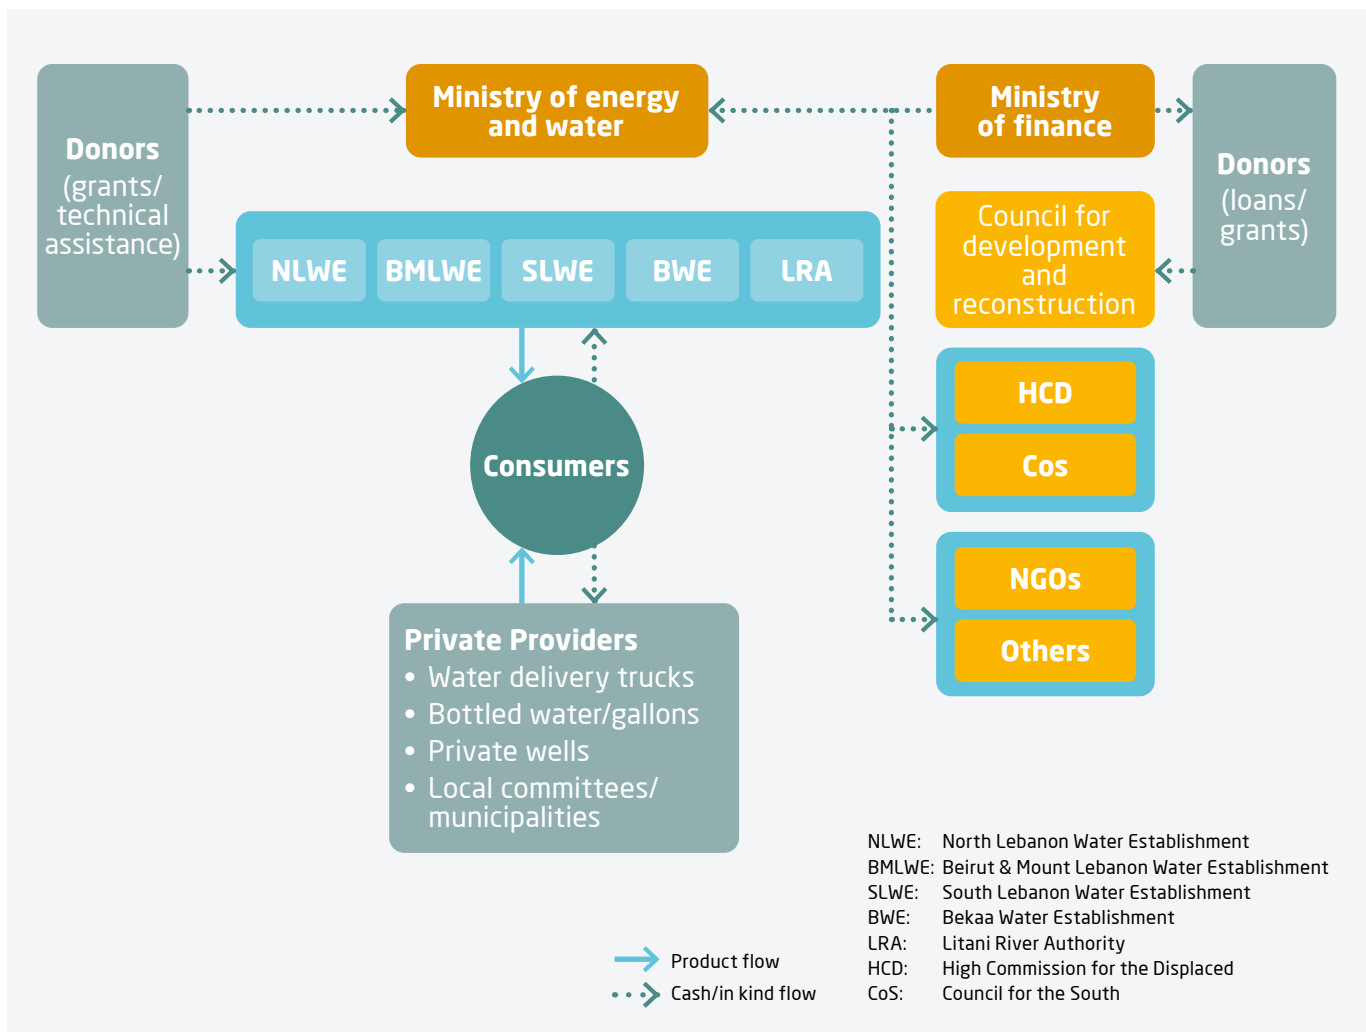 Donors
(grants/
technical
assistance)
Ministry of energy
and water
Ministry
of finance
Donors
(loans/
grants)
Council for
development
and
reconstruction
NLWE
BMLWE
SLWE
BWE
LRA
HCD
Cos
Consumers
NGOs
Others
Private Providers
• Water delivery trucks
• Bottled water/gallons
• Private wells
• Local committees/
municipalities
Product flow
Cash/in kind flow
NLWE: North Lebanon Water Establishment
BMLWE: Beirut & Mount Lebanon Water Establishment
SLWE: South Lebanon Water Establishment
BWE: Bekaa Water Establishment
LRA: Litani River Authority
HCD: High Commission for the Displaced
CoS: Council for the South